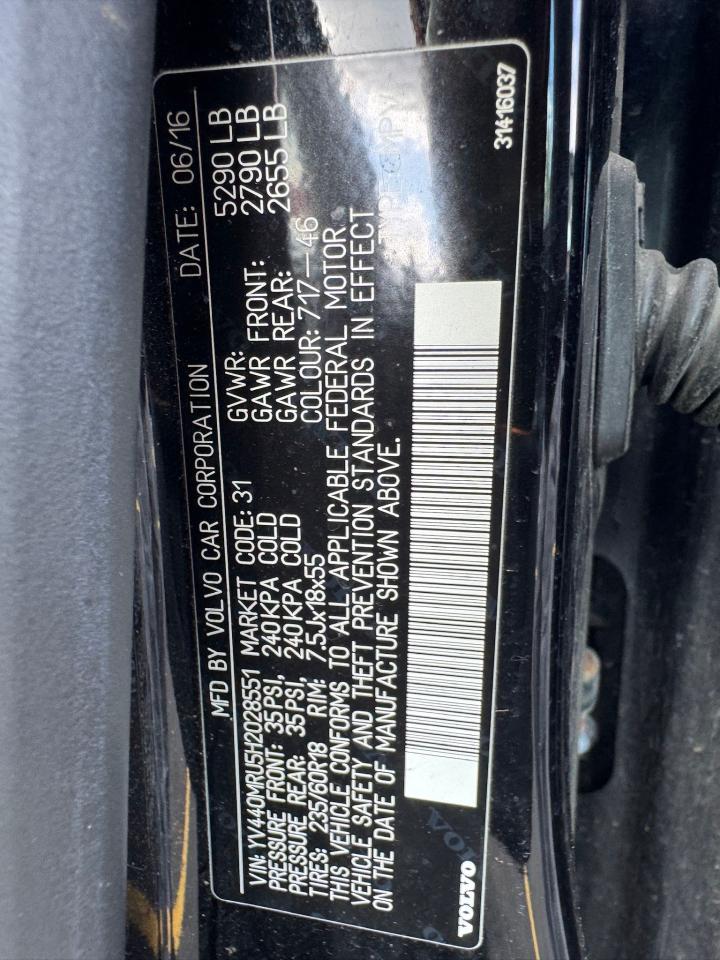 MFD BY VOLVO CAR CORPORATION DATE: 06/16
VIN: YV440MRU5H2028551 MARKET CODE: 31 GVWR: 5290 LB
PRESSURE FRONT: 35PSI, 240KPA COLD GAWR FRONT: 2790 LB
PRESSURE REAR: 35PSI, 240KPA COLD GAWR REAR: 2655 LB
TIRES: 235/60R18 RIM: 7.5Jx18x55 COLOUR: 717-46
THIS VEHICLE CONFORMS TO ALL APPLICABLE FEDERAL MOTOR
VEHICLE SAFETY AND THEFT PREVENTION STANDARDS IN EFFECT
ON THE DATE OF MANUFACTURE SHOWN ABOVE.
TYPE: MPV
VOLVO 31416037